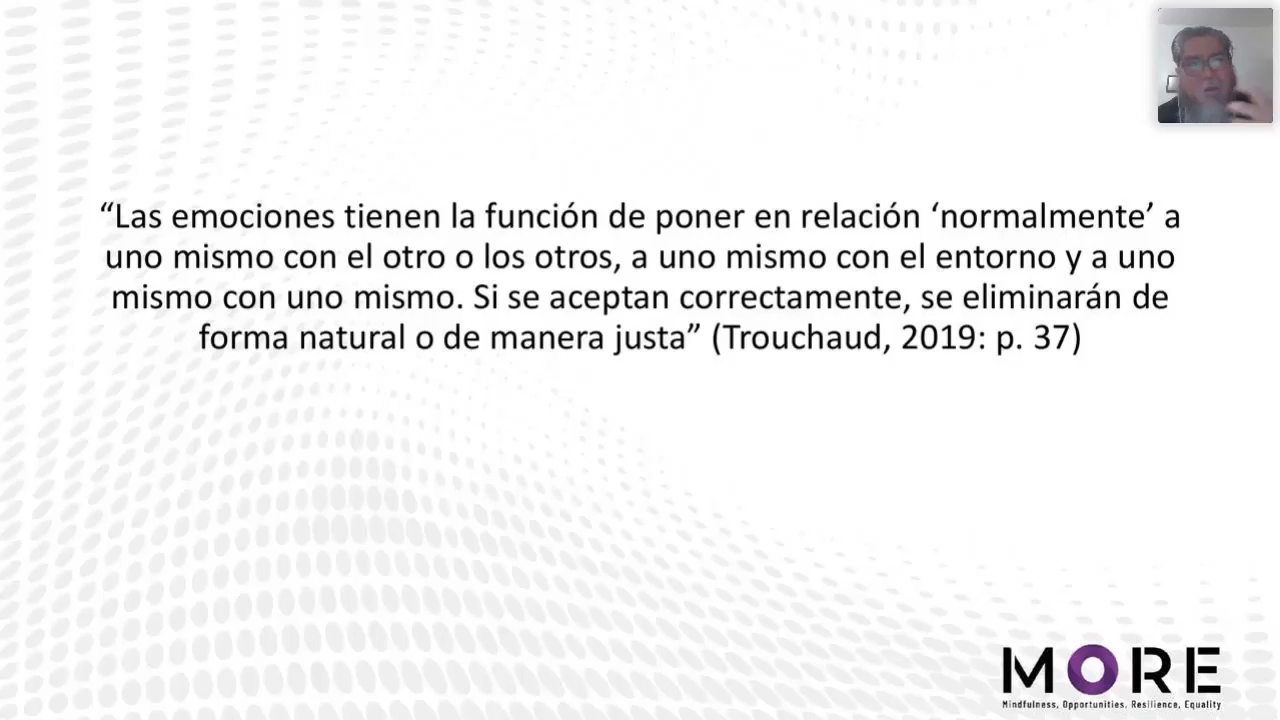 “Las emociones tienen la función de poner en relación ‘normalmente’ a
uno mismo con el otro o los otros, a uno mismo con el entorno y a uno
mismo con uno mismo. Si se aceptan correctamente, se eliminarán de
forma natural o de manera justa” (Trouchaud, 2019: p. 37)
MORE
Mindfulness, Opportunities, Resilience, Equality